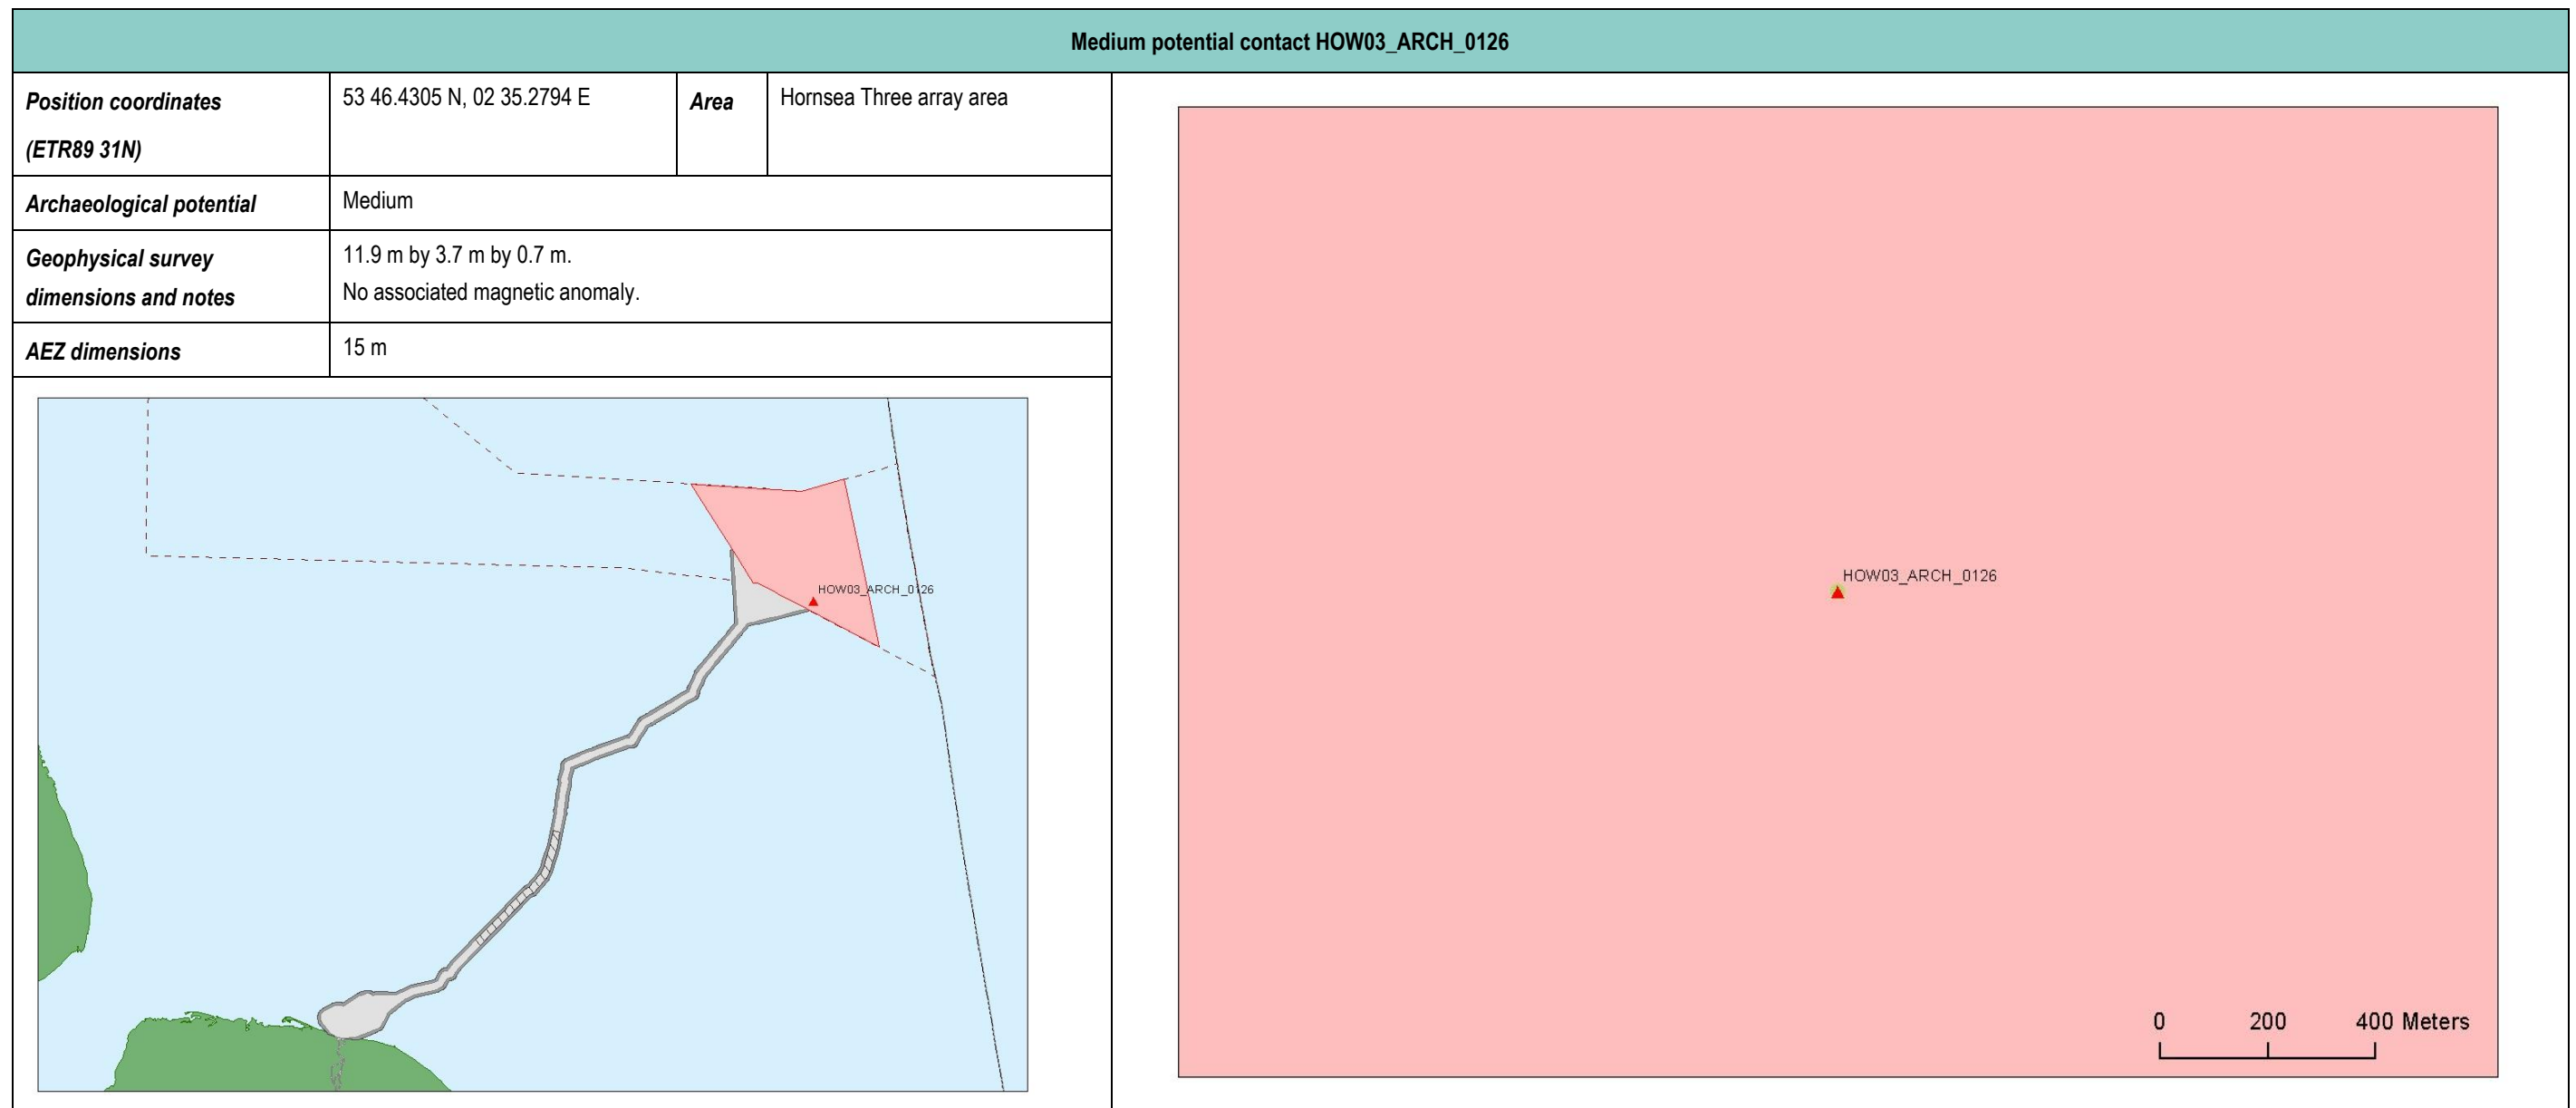 Medium potential contact HOW03_ARCH_0126
Position coordinates
(ETR89 31N)
53 46.4305 N, 02 35.2794 E
Area
Hornsea Three array area
Archaeological potential
Medium
Geophysical survey
dimensions and notes
11.9 m by 3.7 m by 0.7 m.
No associated magnetic anomaly.
AEZ dimensions
15 m
HOW03_ARCH_0126
HOW03_ARCH_0126
0 200 400 Meters